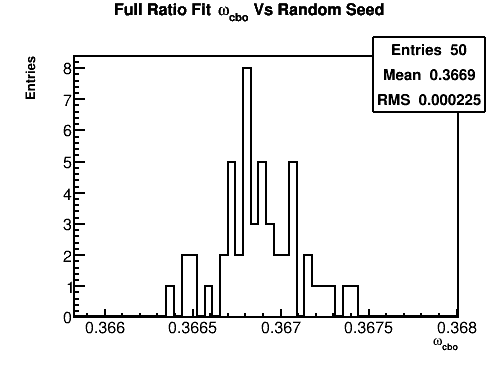 Full Ratio Fit ω_cbo Vs Random Seed
Entries 50
Mean 0.3669
RMS 0.000225
Entries
8
7
6
5
4
3
2
1
0
0.366 0.3665 0.367 0.3675 0.368
ω_cbo